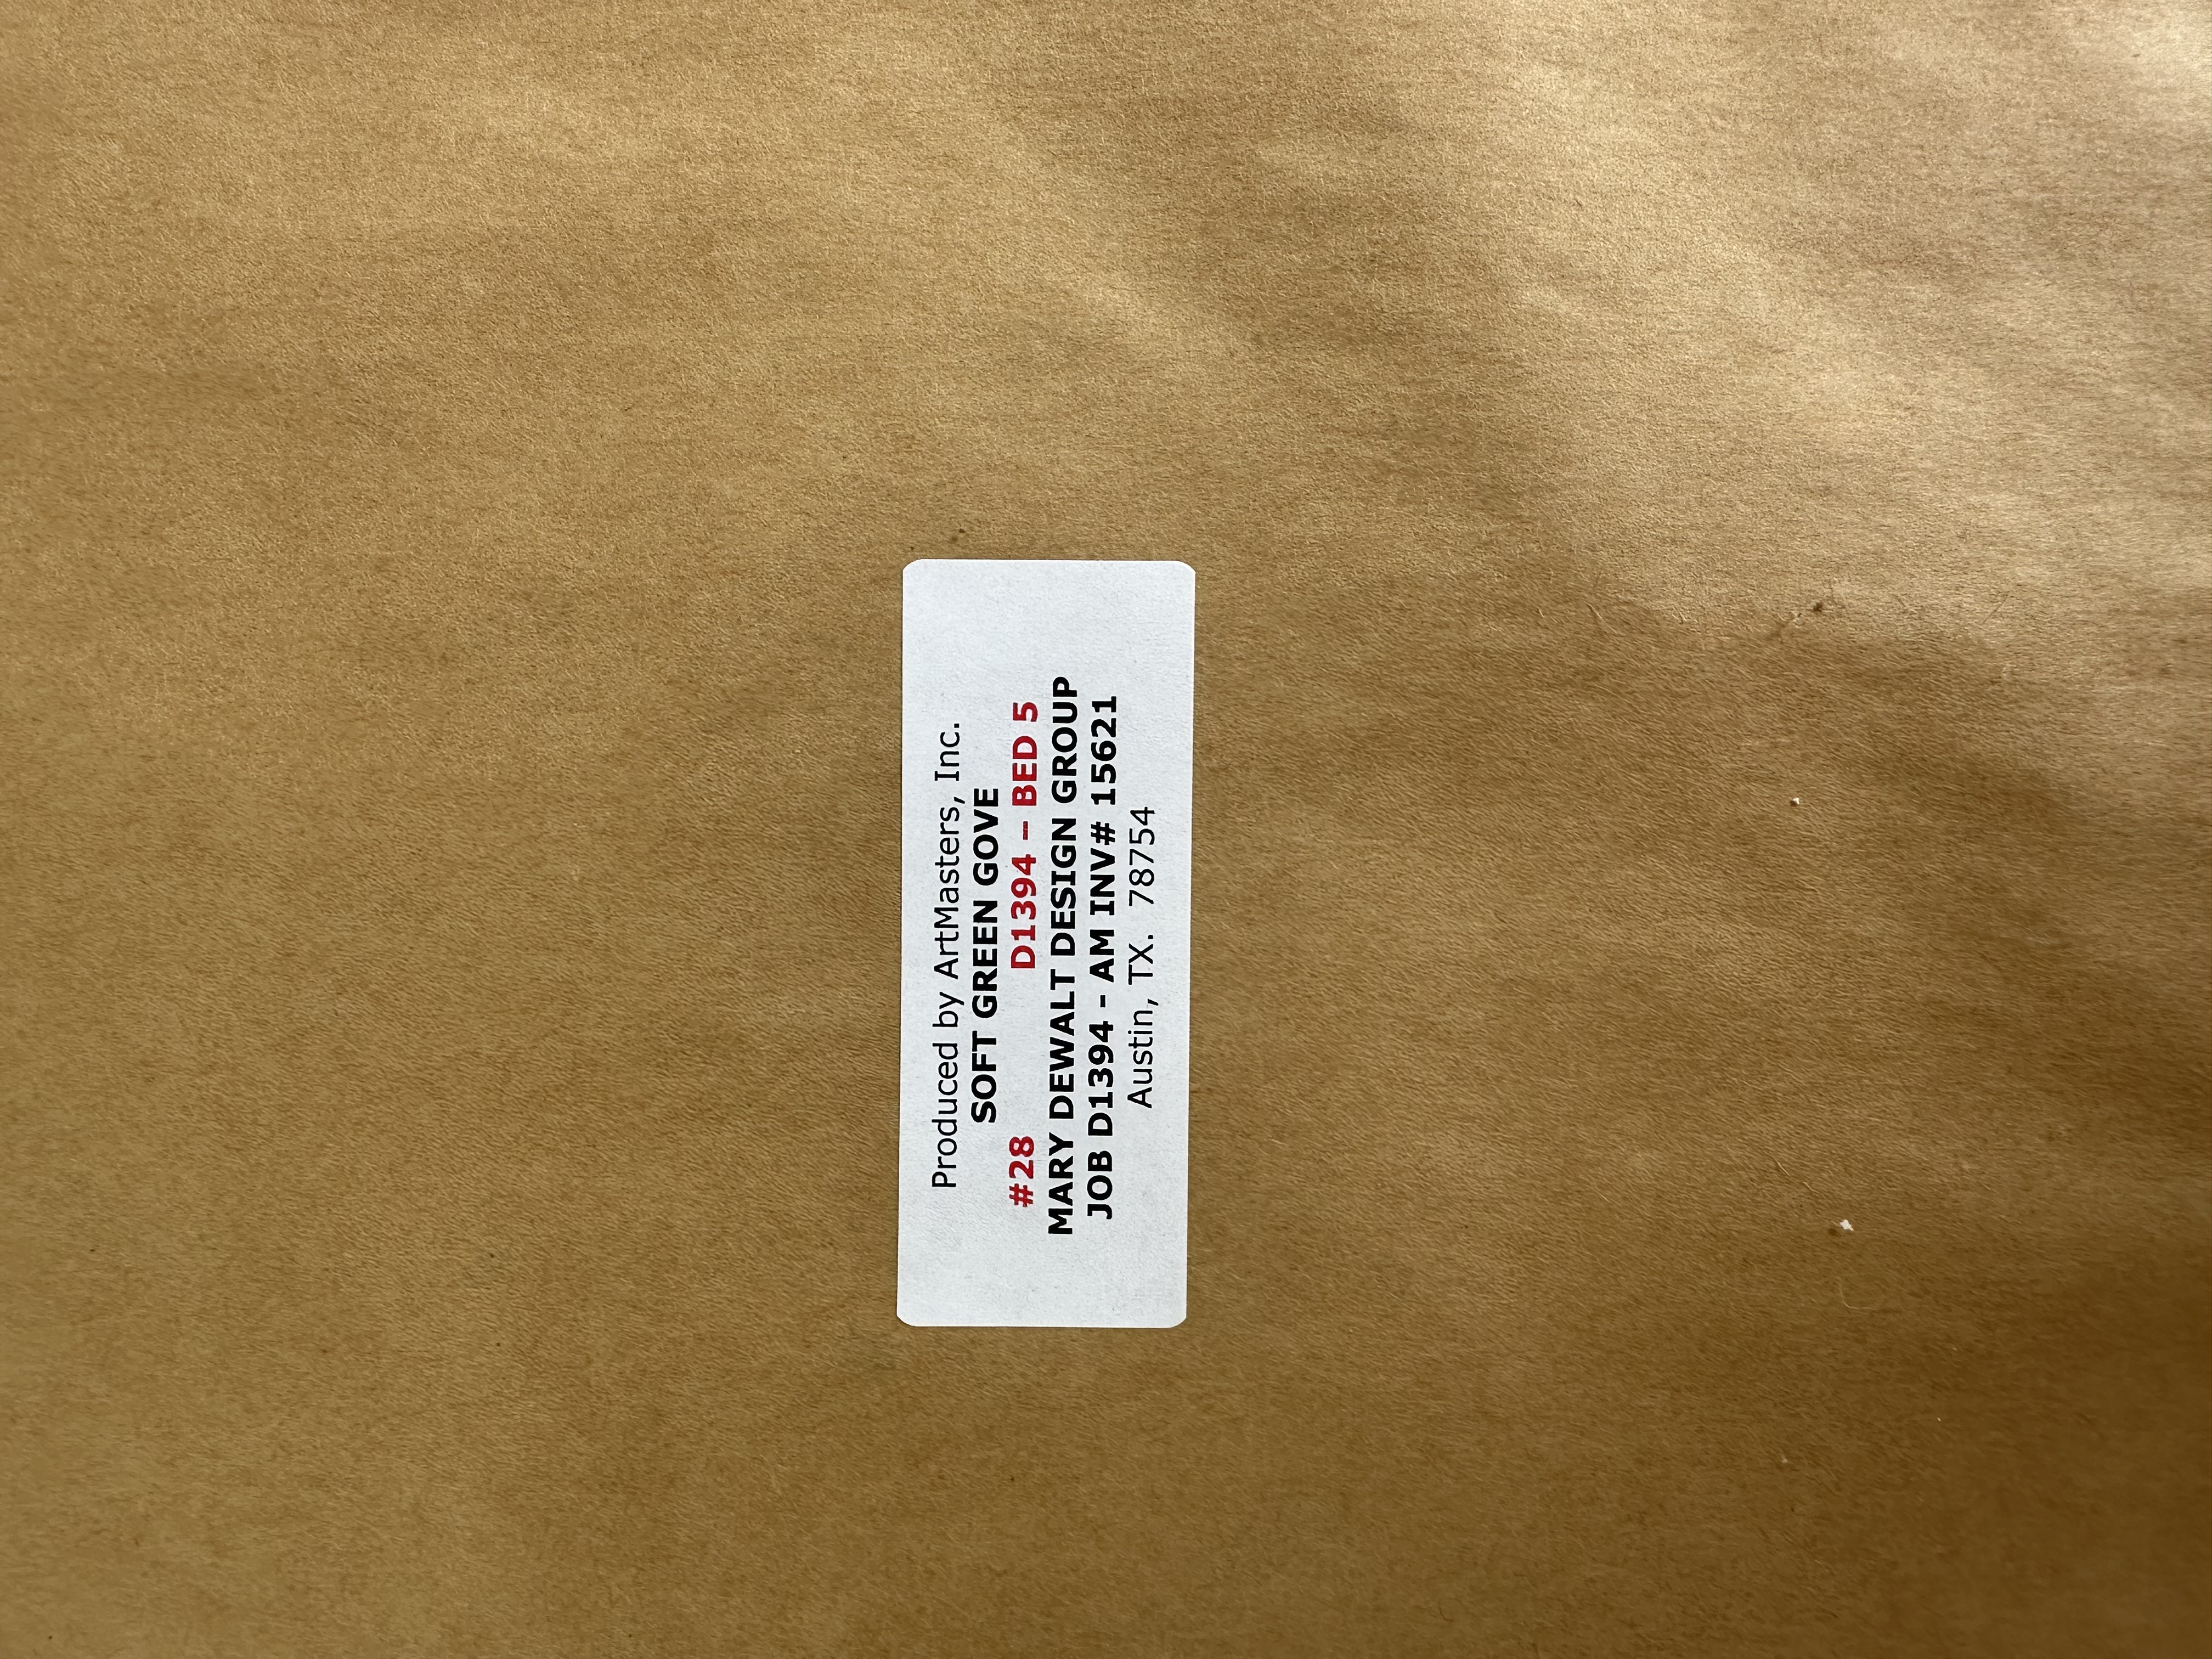 Produced by ArtMasters, Inc.
SOFT GREEN GOVE
#28 D1394 – BED 5
MARY DEWALT DESIGN GROUP
JOB D1394 - AM INV# 15621
Austin, TX. 78754